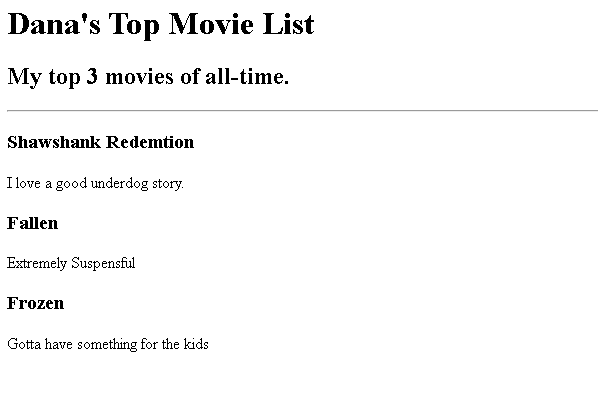 Dana's Top Movie List
My top 3 movies of all-time.
Shawshank Redemtion
I love a good underdog story.
Fallen
Extremely Suspensful
Frozen
Gotta have something for the kids